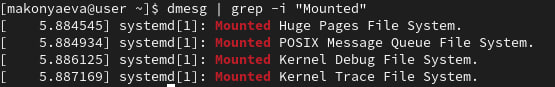 [makonyaeva@user ~]$ dmesg | grep -i "Mounted"
[    5.884545] systemd[1]: Mounted Huge Pages File System.
[    5.884934] systemd[1]: Mounted POSIX Message Queue File System.
[    5.886125] systemd[1]: Mounted Kernel Debug File System.
[    5.887169] systemd[1]: Mounted Kernel Trace File System.